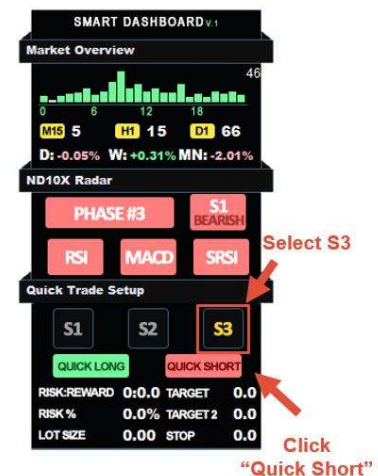 SMART DASHBOARD V.1
Market Overview
46
0 6 12 18
M15 5 H1 15 D1 66
D: -0.05% W: +0.31% MN: -2.01%
ND10X Radar
PHASE #3 S1
BEARISH
RSI MACD SRSI
Select S3
Quick Trade Setup
S1 S2 S3
QUICK LONG QUICK SHORT
RISK:REWARD 0:0.0 TARGET 0.0
RISK % 0.0% TARGET 2 0.0
LOT SIZE 0.00 STOP 0.0
Click
“Quick Short”